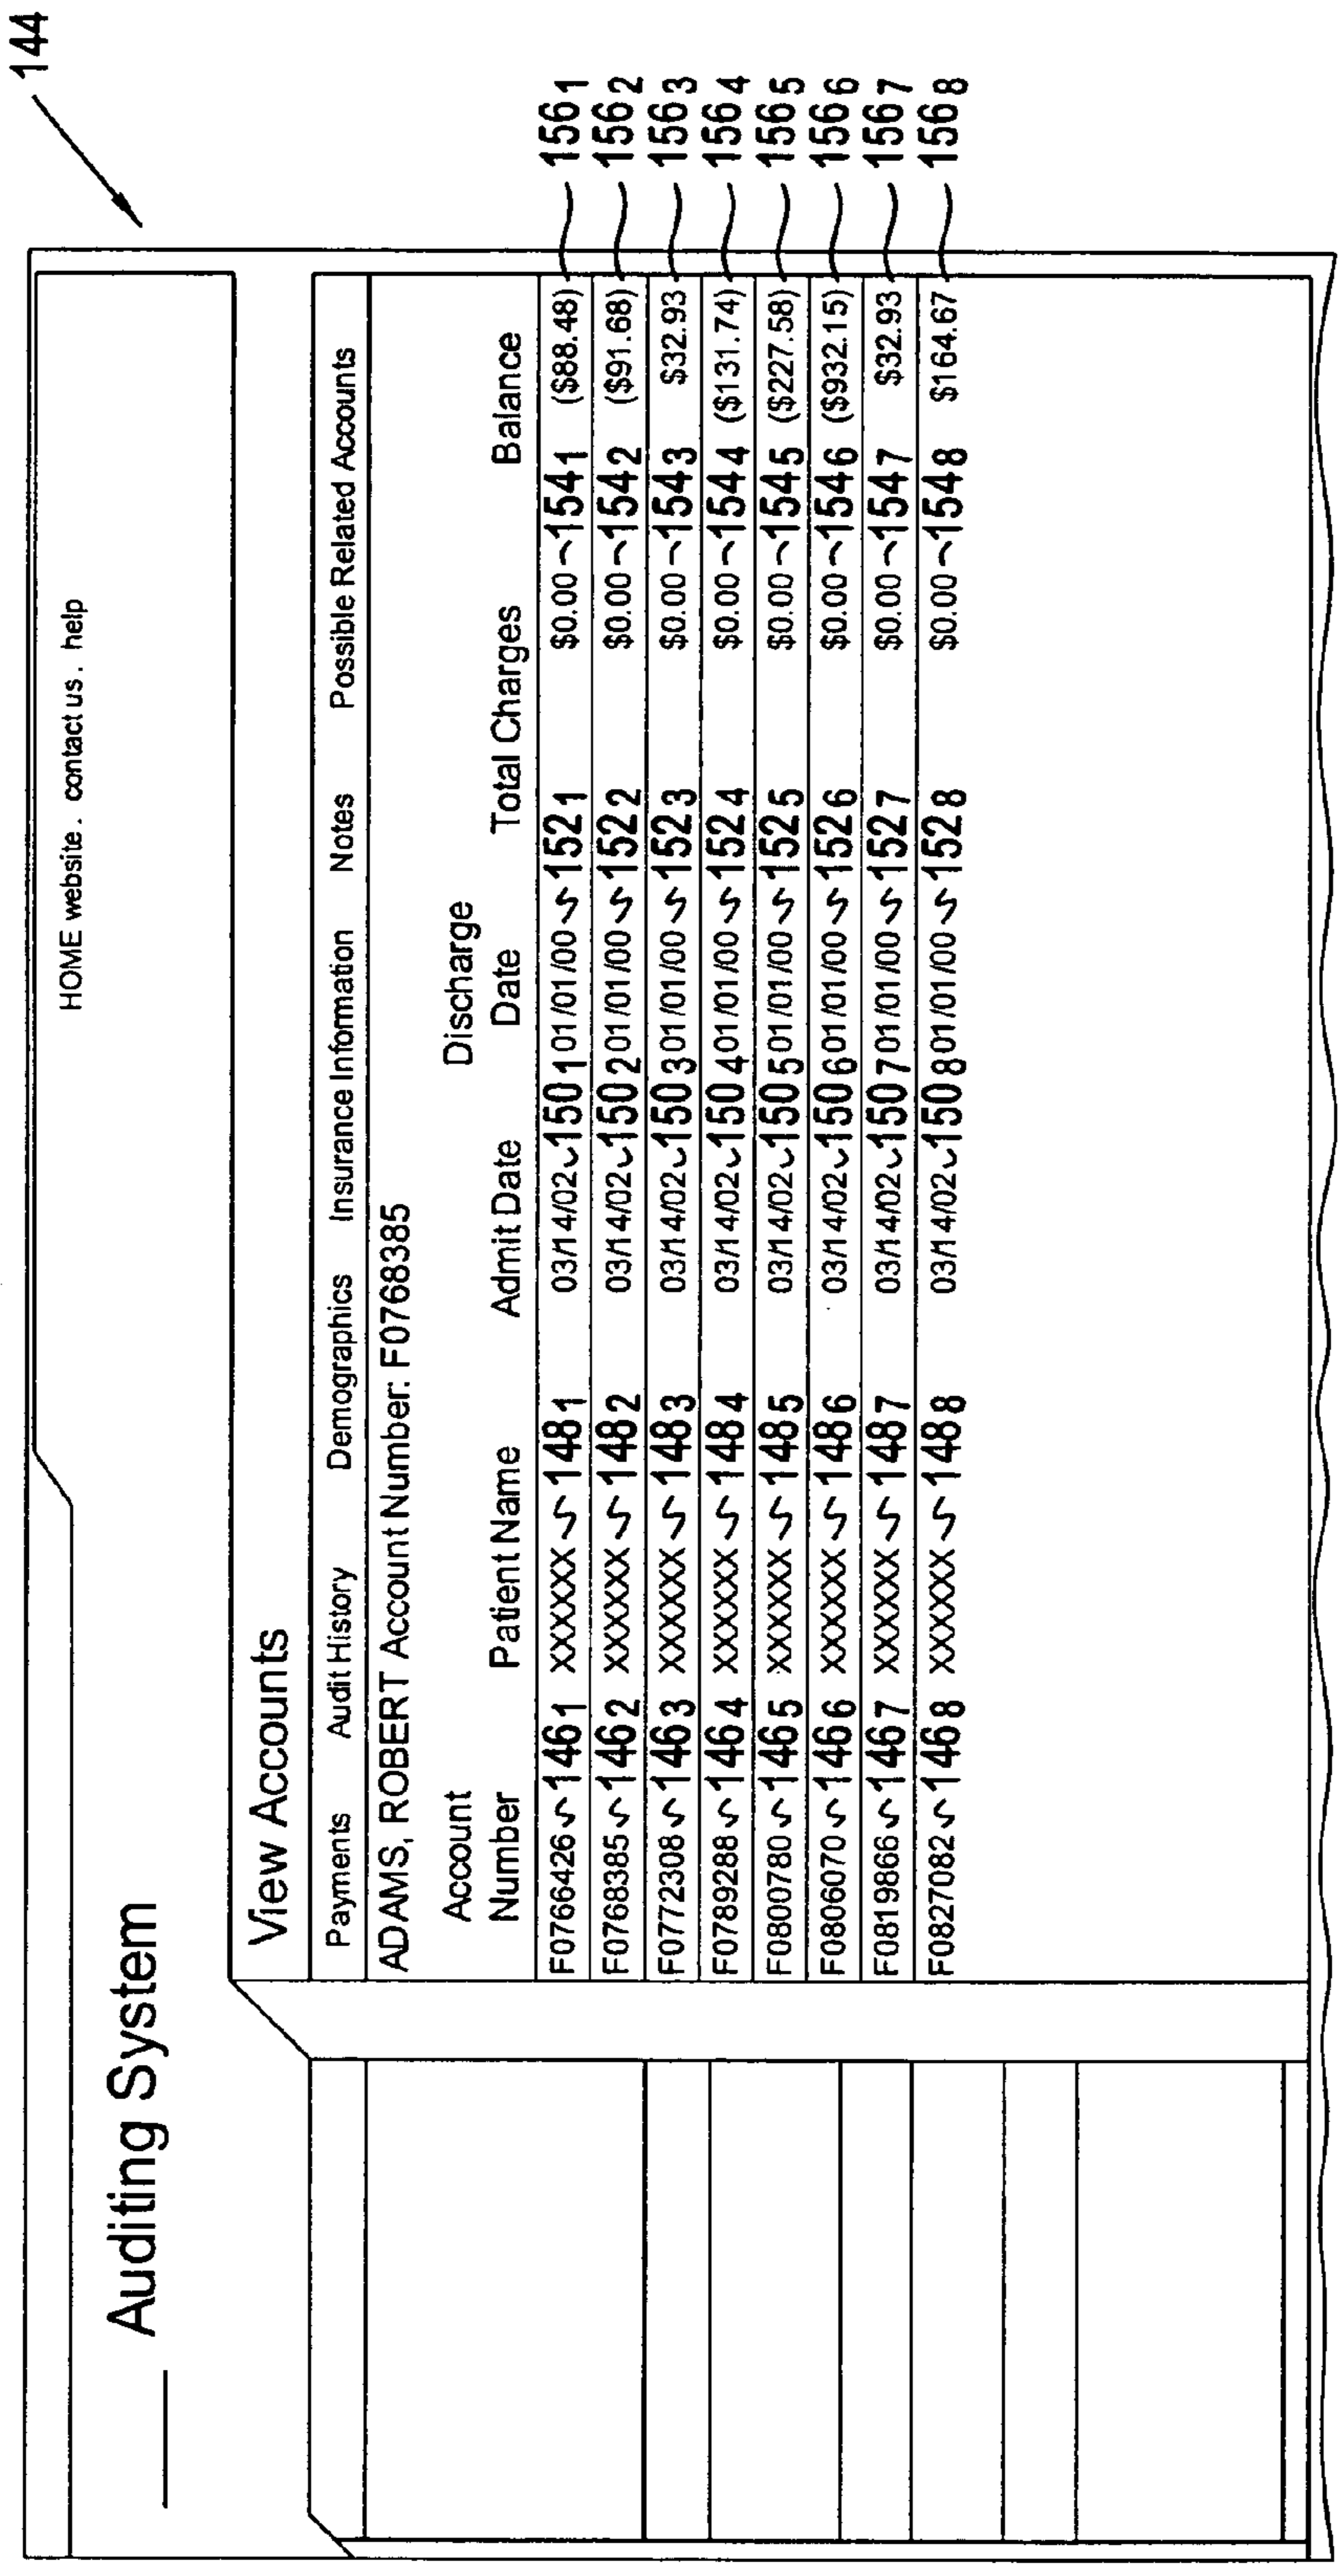 144
HOME website . contact us . help
Auditing System
View Accounts
Payments Audit History Demographics Insurance Information Notes Possible Related Accounts
ADAMS, ROBERT Account Number: F0768385
Account Discharge
Number Patient Name Admit Date Date Total Charges Balance
F0766426 1461 XXXXXX 1481 03/14/02 1501 01/01/00 1521 $0.00 1541 ($88.48) 1561
F0768385 1462 XXXXXX 1482 03/14/02 1502 01/01/00 1522 $0.00 1542 ($91.68) 1562
F0772308 1463 XXXXXX 1483 03/14/02 1503 01/01/00 1523 $0.00 1543 $32.93 1563
F0789288 1464 XXXXXX 1484 03/14/02 1504 01/01/00 1524 $0.00 1544 ($131.74) 1564
F0800780 1465 XXXXXX 1485 03/14/02 1505 01/01/00 1525 $0.00 1545 ($227.58) 1565
F0806070 1466 XXXXXX 1486 03/14/02 1506 01/01/00 1526 $0.00 1546 ($932.15) 1566
F0819866 1467 XXXXXX 1487 03/14/02 1507 01/01/00 1527 $0.00 1547 $32.93 1567
F0827082 1468 XXXXXX 1488 03/14/02 1508 01/01/00 1528 $0.00 1548 $164.67 1568